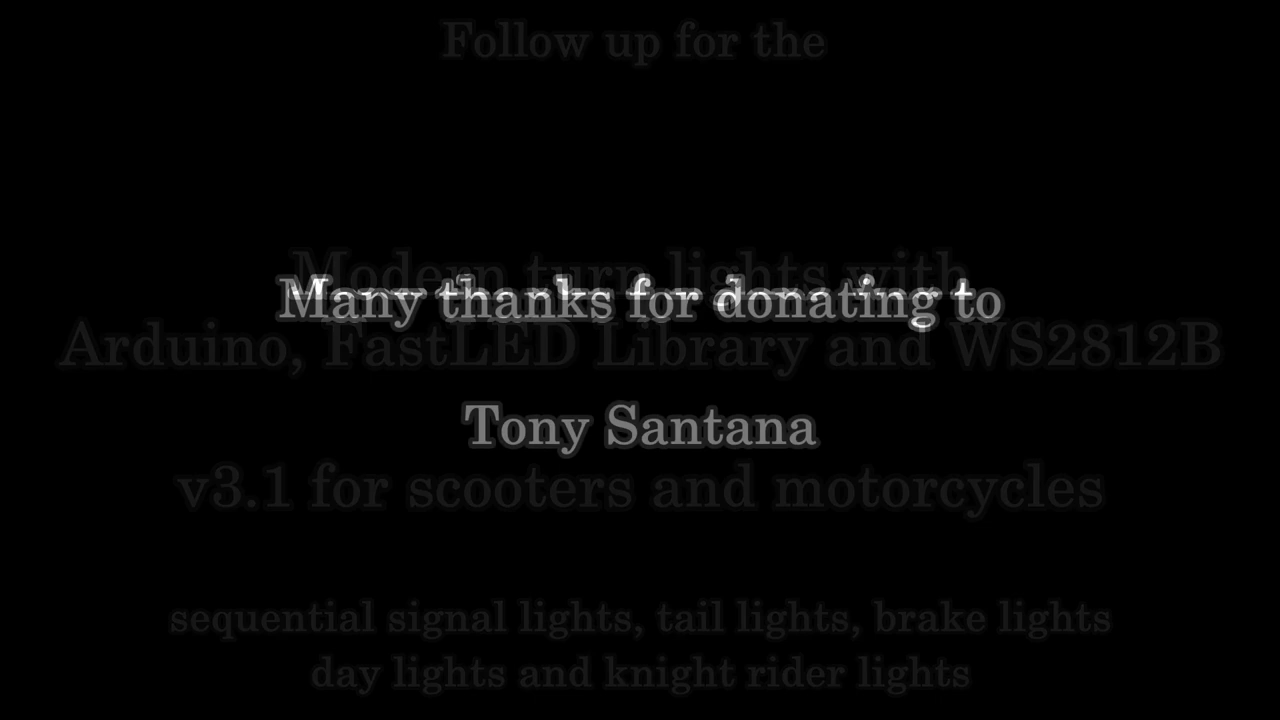 Follow up for the
Modern turn lights with
Many thanks for donating to
Arduino, FastLED Library and WS2812B
Tony Santana
v3.1 for scooters and motorcycles
sequential signal lights, tail lights, brake lights
day lights and knight rider lights